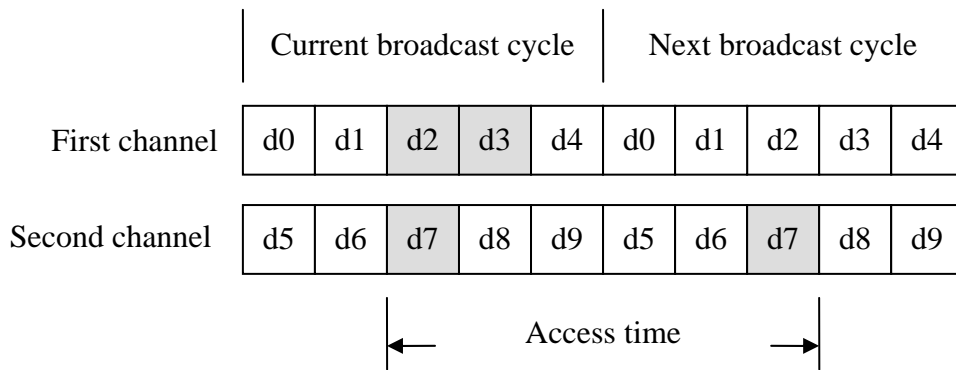 Current broadcast cycle Next broadcast cycle
First channel d0 d1 d2 d3 d4 d0 d1 d2 d3 d4
Second channel d5 d6 d7 d8 d9 d5 d6 d7 d8 d9
Access time